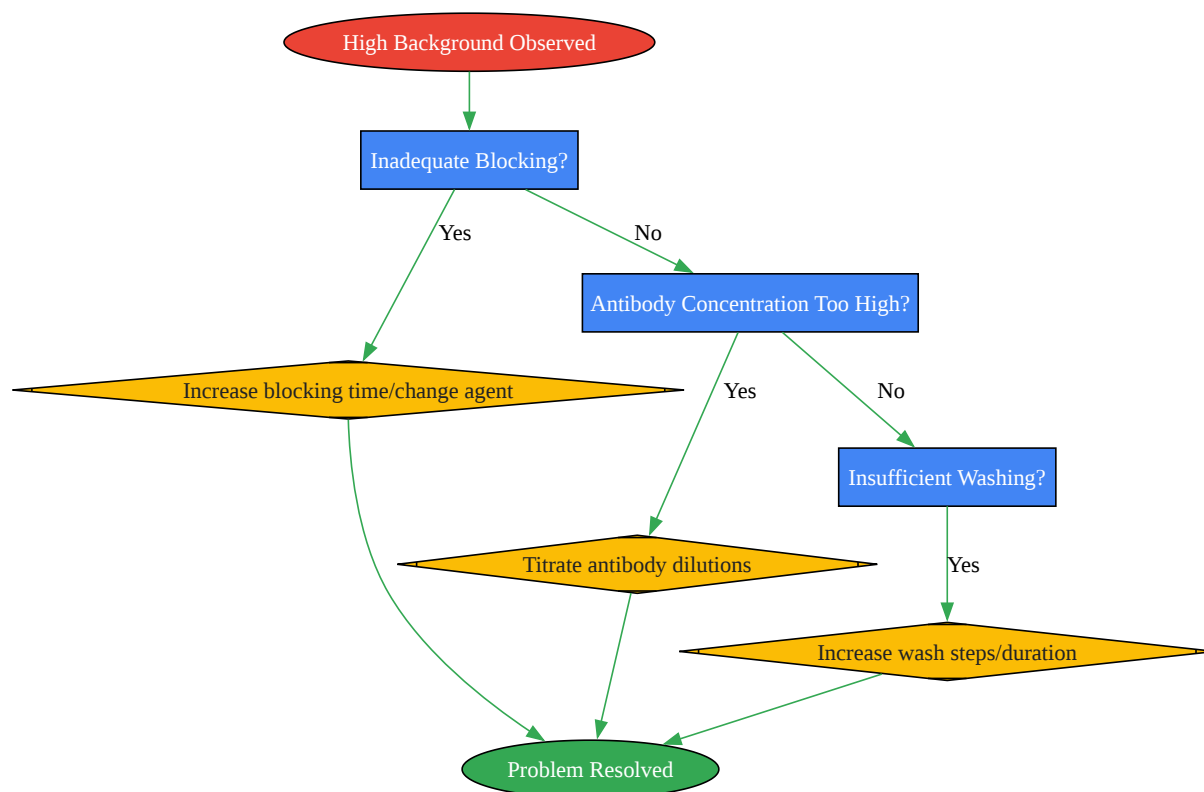 High Background Observed
Inadequate Blocking?
Yes
No
Antibody Concentration Too High?
Increase blocking time/change agent
Yes
No
Insufficient Washing?
Titrate antibody dilutions
Yes
Increase wash steps/duration
Problem Resolved